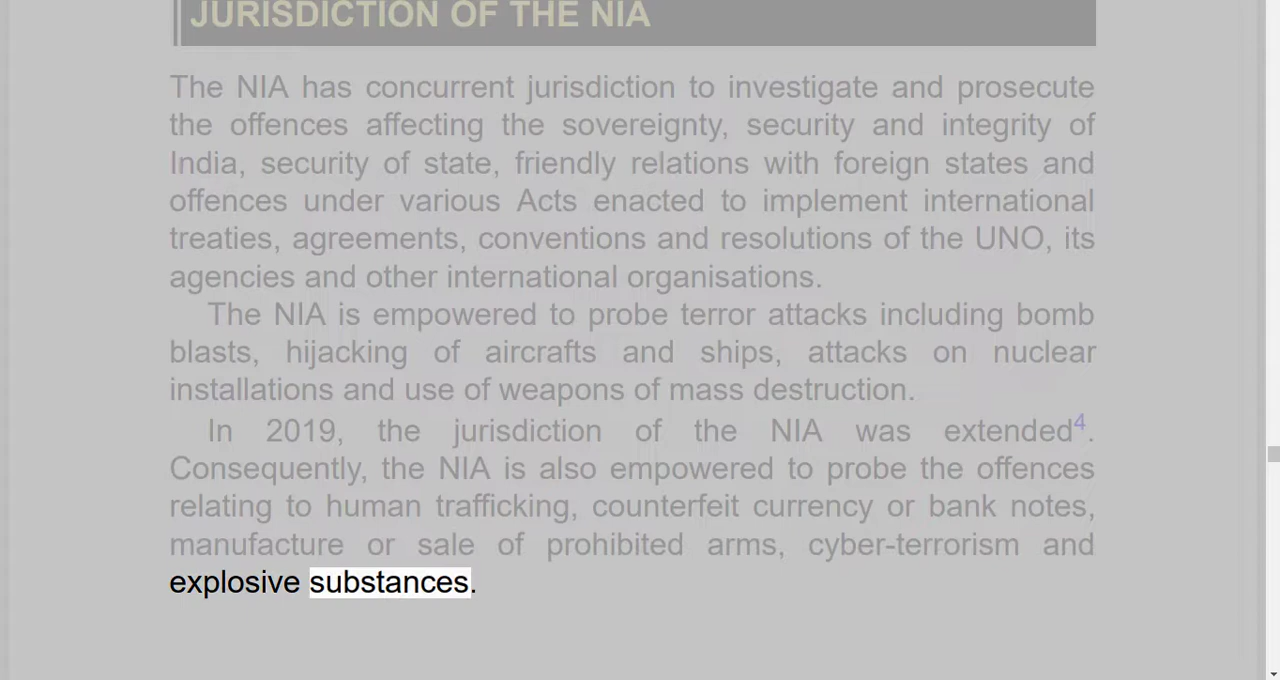 JURISDICTION OF THE NIA
The NIA has concurrent jurisdiction to investigate and prosecute
the offences affecting the sovereignty, security and integrity of
India, security of state, friendly relations with foreign states and
offences under various Acts enacted to implement international
treaties, agreements, conventions and resolutions of the UNO, its
agencies and other international organisations.
The NIA is empowered to probe terror attacks including bomb
blasts, hijacking of aircrafts and ships, attacks on nuclear
installations and use of weapons of mass destruction.
In 2019, the jurisdiction of the NIA was extended4.
Consequently, the NIA is also empowered to probe the offences
relating to human trafficking, counterfeit currency or bank notes,
manufacture or sale of prohibited arms, cyber-terrorism and
explosive substances.